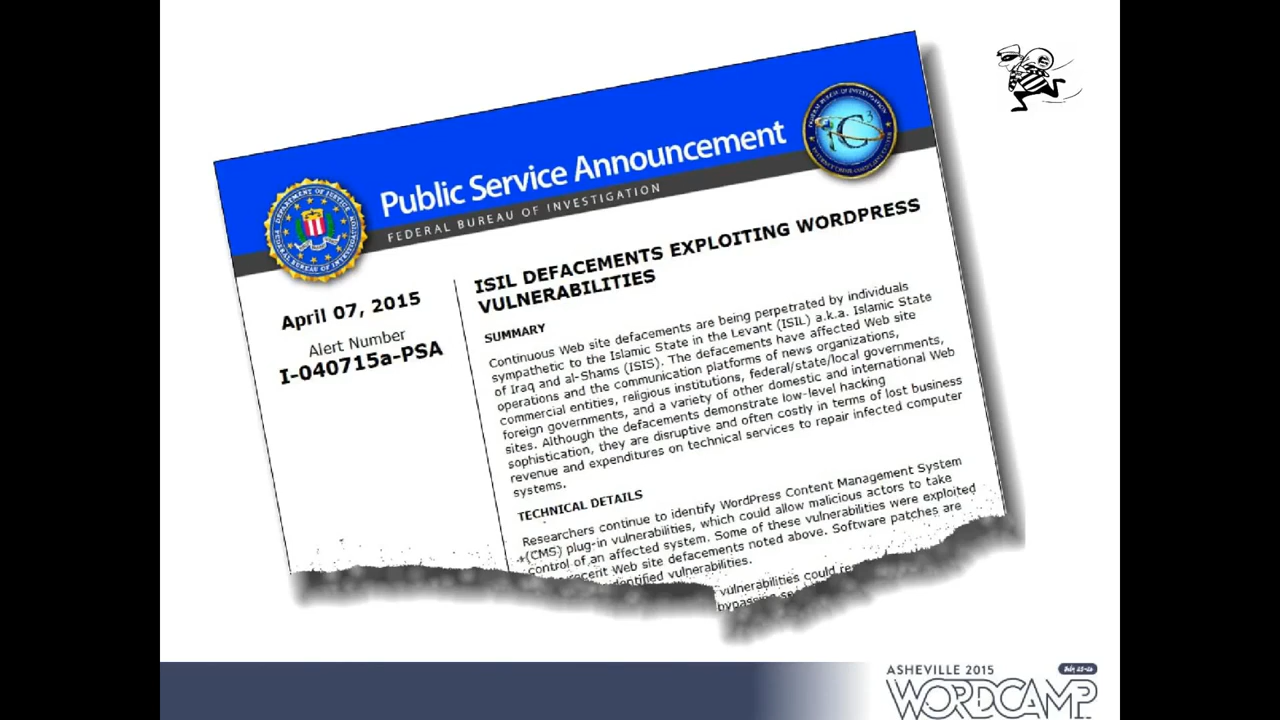 Public Service Announcement
FEDERAL BUREAU OF INVESTIGATION
April 07, 2015
Alert Number
I-040715a-PSA
ISIL DEFACEMENTS EXPLOITING WORDPRESS
VULNERABILITIES
SUMMARY
Continuous Web site defacements are being perpetrated by individuals
sympathetic to the Islamic State in the Levant (ISIL) a.k.a. Islamic State
of Iraq and al-Shams (ISIS). The defacements have affected Web site
operations and the communication platforms of news organizations,
commercial entities, religious institutions, federal/state/local governments,
foreign governments, and a variety of other domestic and international Web
sites. Although the defacements demonstrate low-level hacking
sophistication, they are disruptive and often costly in terms of lost business
revenue and expenditures on technical services to repair infected computer
systems.
TECHNICAL DETAILS
Researchers continue to identify WordPress Content Management System
(CMS) plug-in vulnerabilities, which could allow malicious actors to take
control of an affected system. Some of these vulnerabilities were exploited
recent Web site defacements noted above. Software patches are
identified vulnerabilities.
vulnerabilities could
bypassing
ASHEVILLE 2015
WORDCAMP